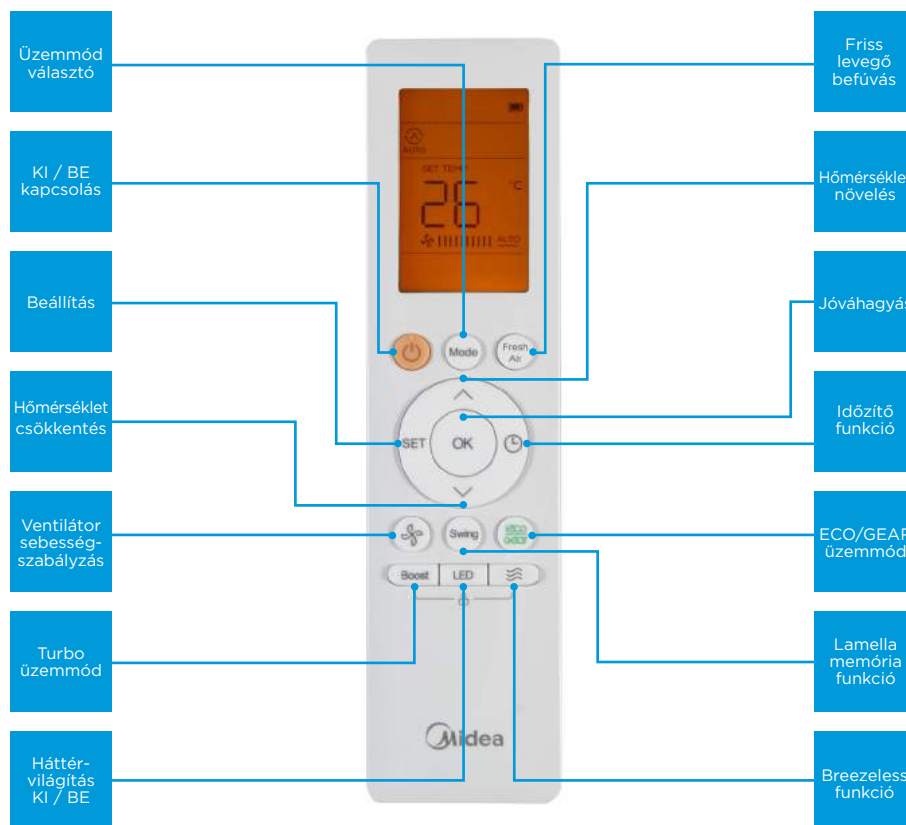 Üzemmód
választó
KI / BE
kapcsolás
Beállítás
Hőmérséklet
csökkentés
Ventilátor
sebesség-
szabályzás
Turbo
üzemmód
Háttér-
világítás
KI / BE
AUTO
SET TEMP
26 °C
AUTO
Mode
Fresh
Air
SET
OK
Swing
ECO
GEAR
Boost
LED
Midea
Friss
levegő
befúvás
Hőmérsékle
növelés
Jóváhagyás
Időzítő
funkció
ECO/GEAR
üzemmód
Lamella
memória
funkció
Breezeless
funkció